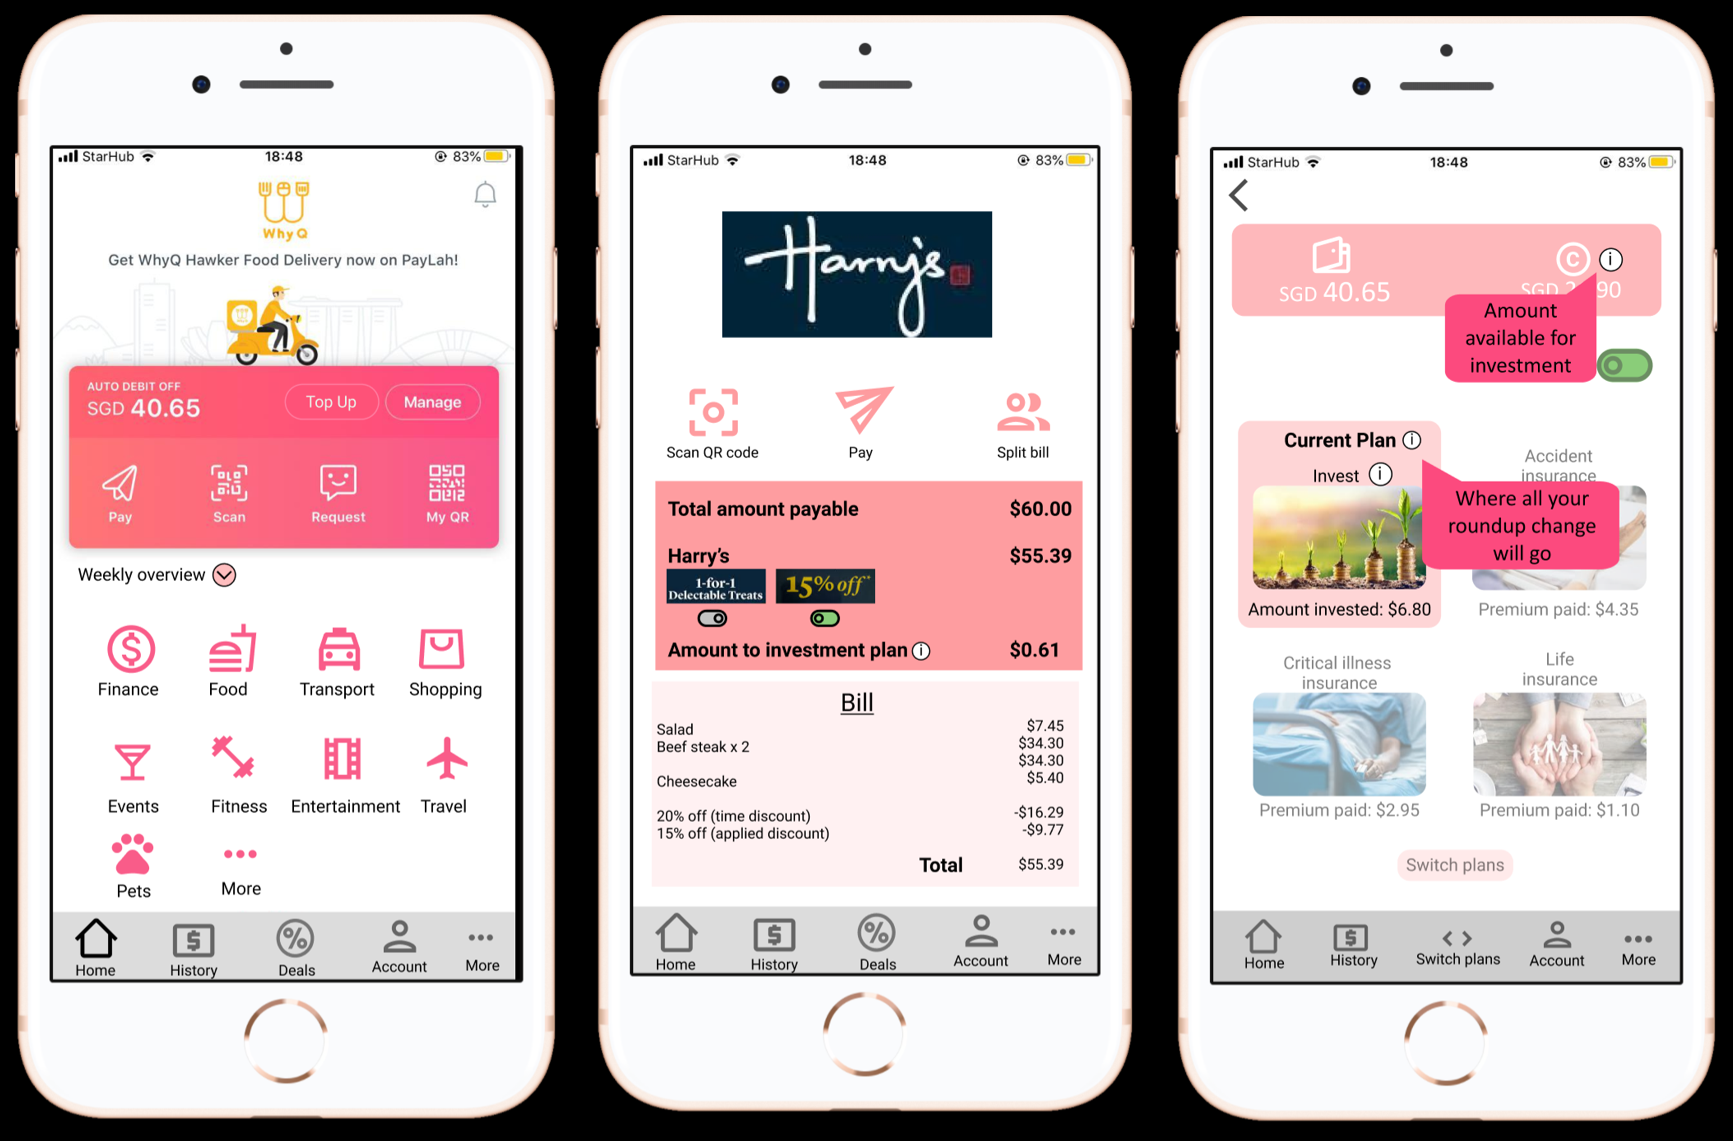 StarHub 18:48 83%
WhyQ
Get WhyQ Hawker Food Delivery now on PayLah!
AUTO DEBIT OFF
SGD 40.65
Top Up
Manage
Pay
Scan
Request
My QR
Weekly overview
Finance
Food
Transport
Shopping
Events
Fitness
Entertainment
Travel
Pets
More
Home
History
Deals
Account
More
StarHub 18:48 83%
Harry's
Scan QR code
Pay
Split bill
Total amount payable $60.00
Harry's $55.39
1-for-1
Delectable Treats
15% off*
Amount to investment plan i $0.61
Bill
Salad $7.45
Beef steak x 2 $34.30
$34.30
Cheesecake $5.40
20% off (time discount) -$16.29
15% off (applied discount) -$9.77
Total $55.39
Home
History
Deals
Account
More
StarHub 18:48 83%
C i
SGD 40.65
SGD 90
Amount
available for
investment
Current Plan i
Invest i
Amount invested: $6.80
Accident
insurance
Where all your
roundup change
will go
Premium paid: $4.35
Critical illness
insurance
Premium paid: $2.95
Life
insurance
Premium paid: $1.10
Switch plans
Home
History
Switch plans
Account
More